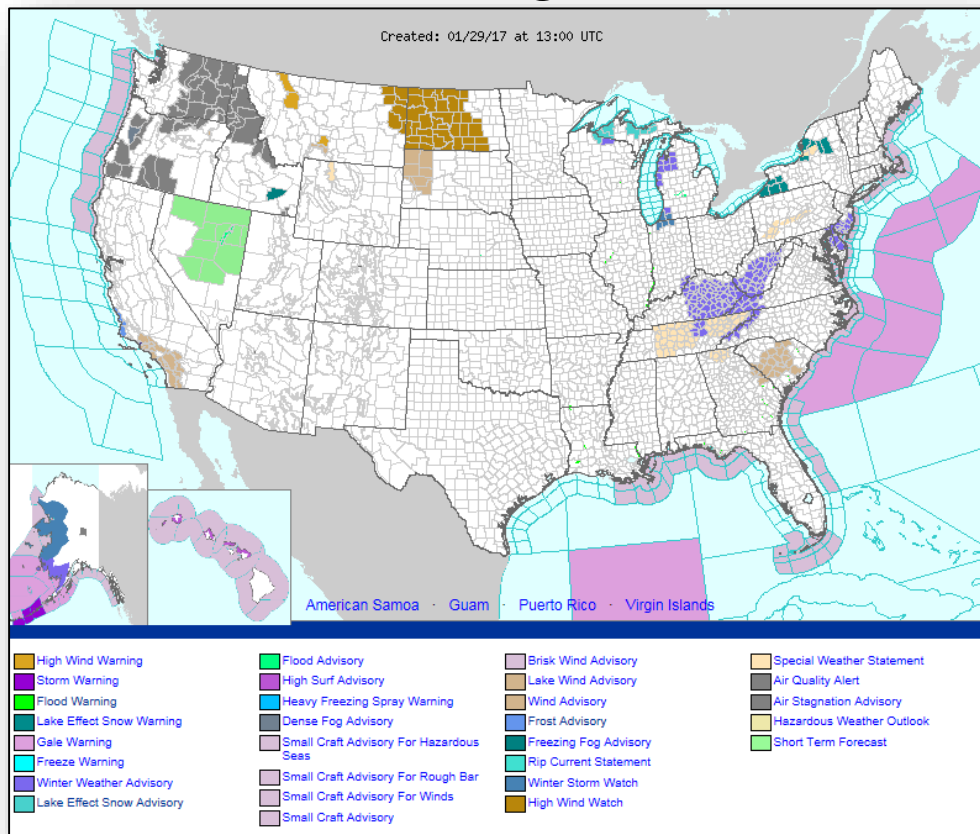 Created: 01/29/17 at 13:00 UTC
American Samoa · Guam · Puerto Rico · Virgin Islands
High Wind Warning
Storm Warning
Flood Warning
Lake Effect Snow Warning
Gale Warning
Freeze Warning
Winter Weather Advisory
Lake Effect Snow Advisory
Flood Advisory
High Surf Advisory
Heavy Freezing Spray Warning
Dense Fog Advisory
Small Craft Advisory For Hazardous
Seas
Small Craft Advisory For Rough Bar
Small Craft Advisory For Winds
Small Craft Advisory
Brisk Wind Advisory
Lake Wind Advisory
Wind Advisory
Frost Advisory
Freezing Fog Advisory
Rip Current Statement
Winter Storm Watch
High Wind Watch
Special Weather Statement
Air Quality Alert
Air Stagnation Advisory
Hazardous Weather Outlook
Short Term Forecast